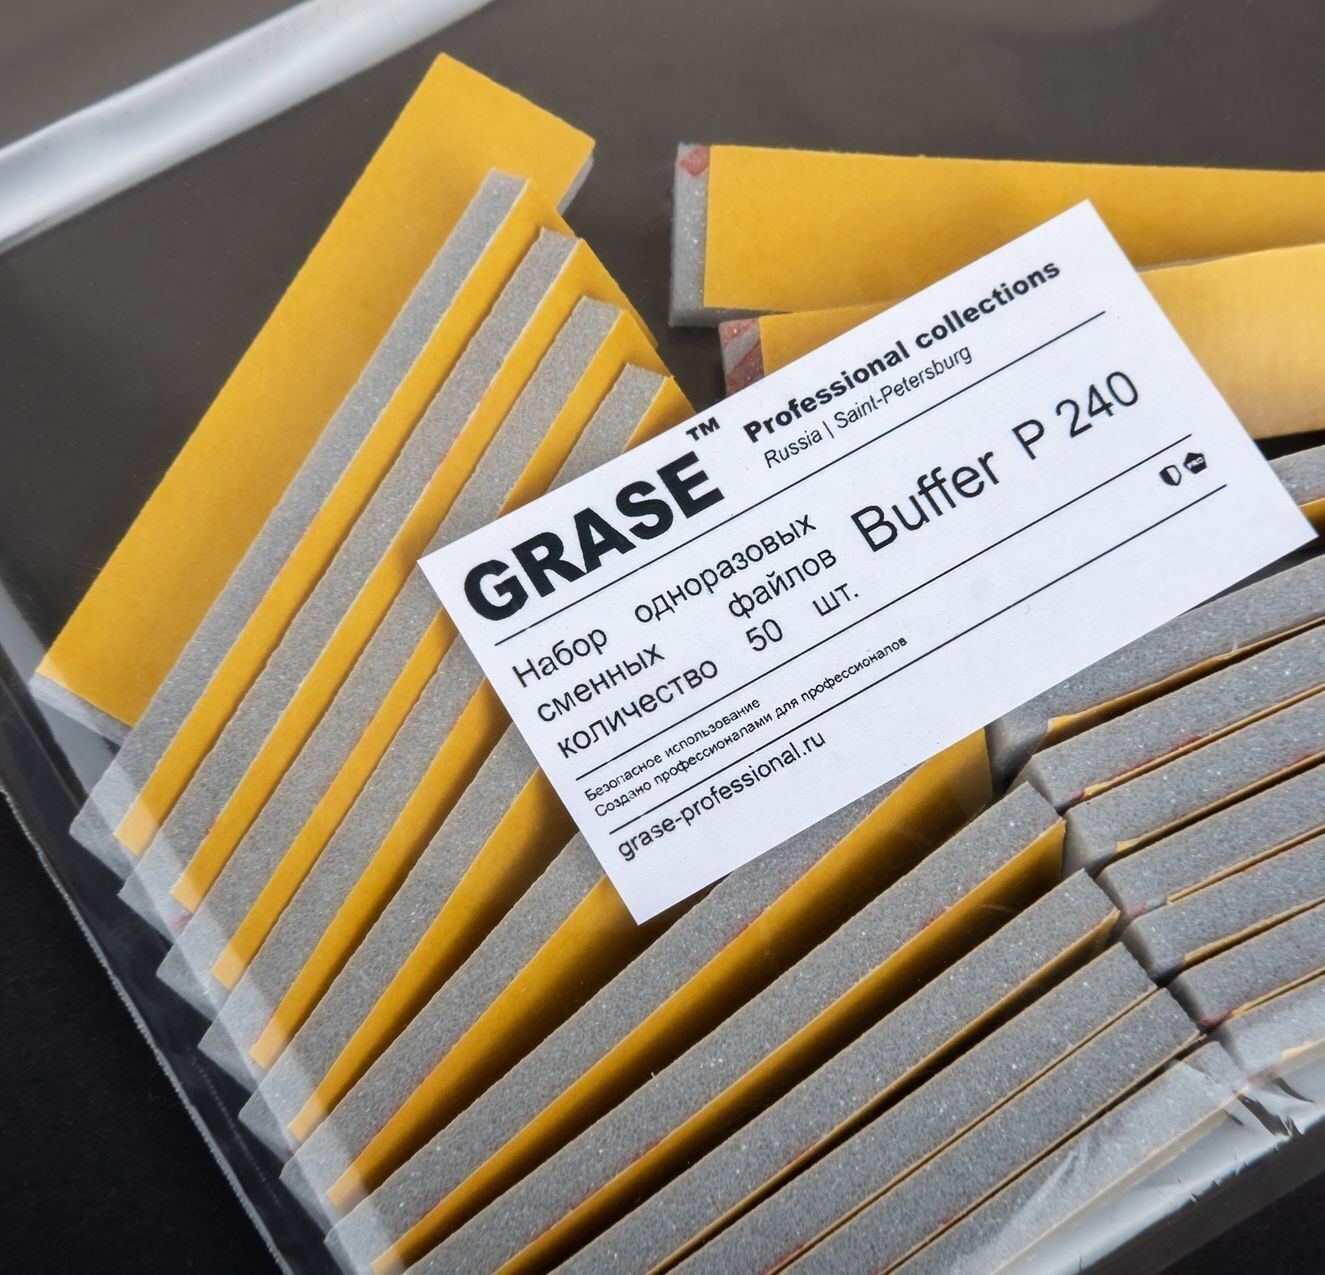 GRASE™ Professional collections
Russia | Saint-Petersburg
Набор одноразовых
сменных файлов Buffer P 240
количество 50 шт.
Безопасное использование
Создано профессионалами для профессионалов
grase-professional.ru